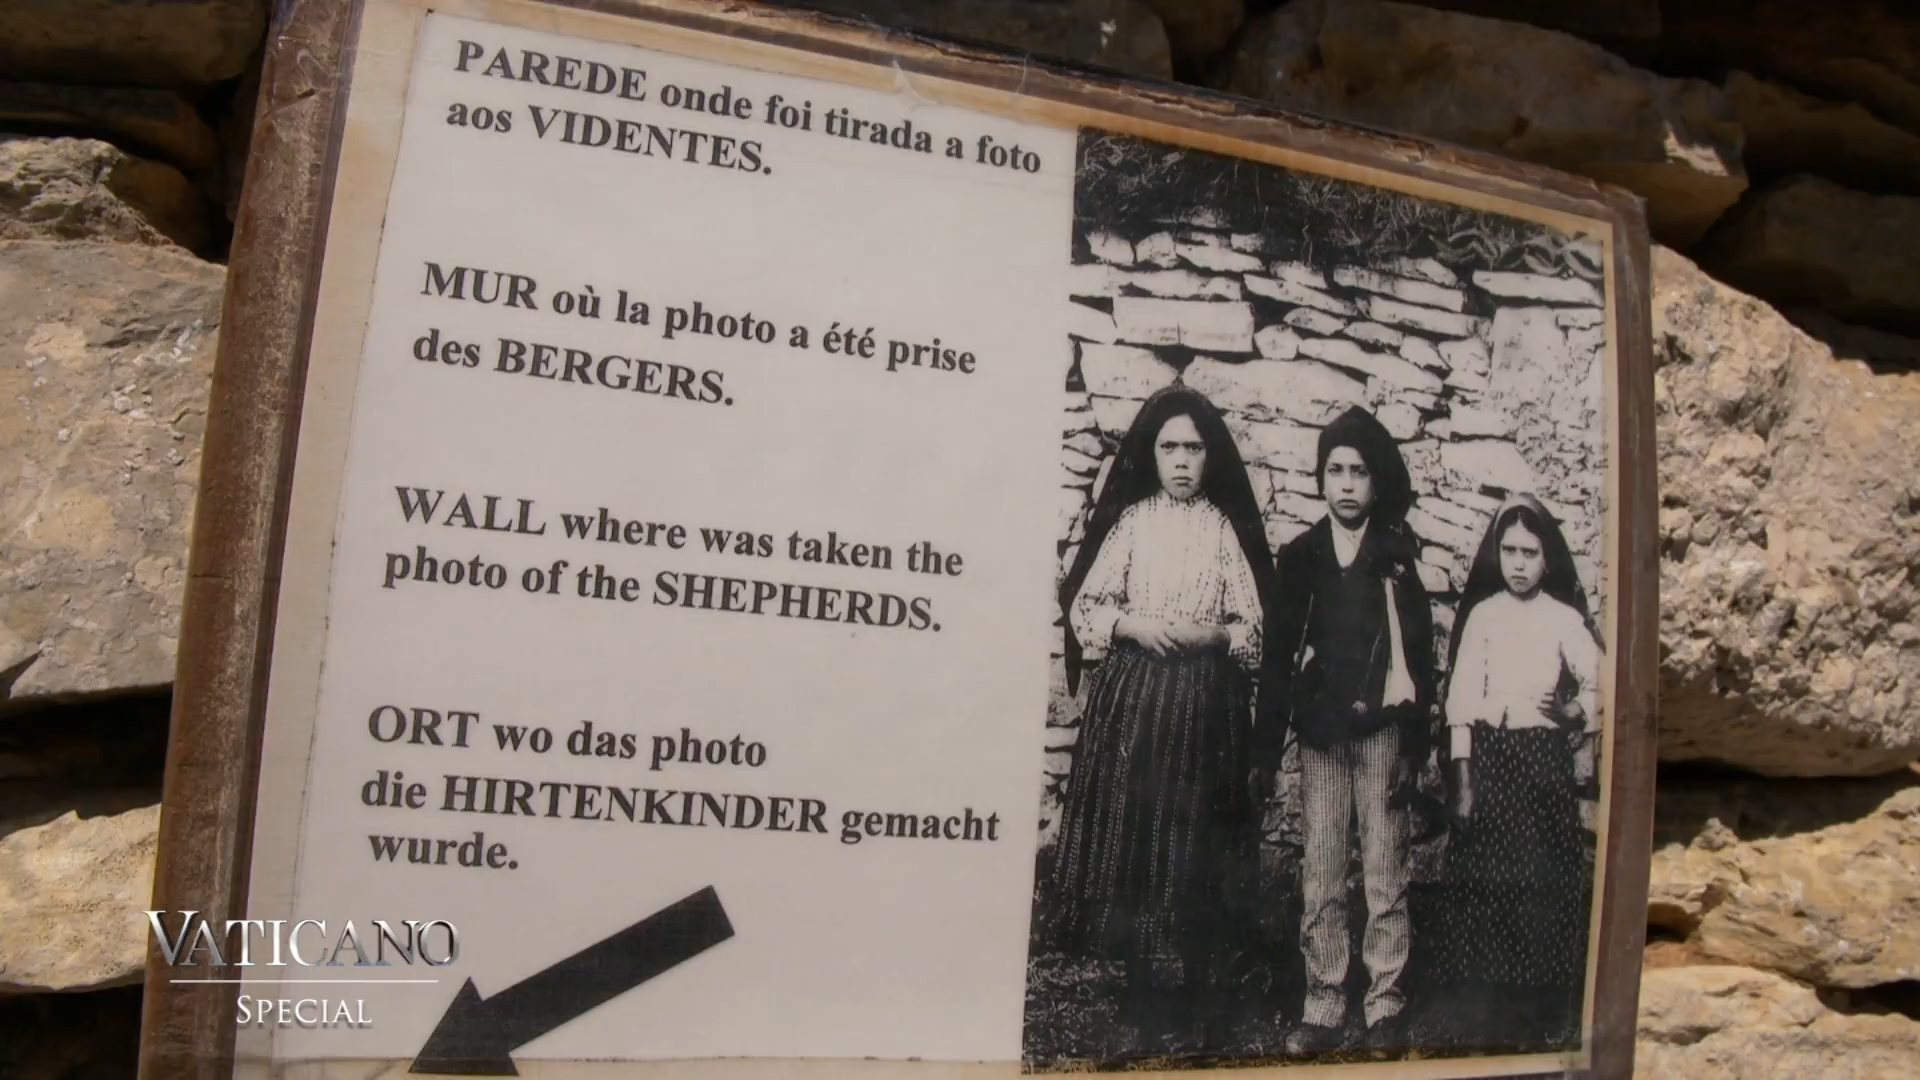 PAREDE onde foi tirada a foto
aos VIDENTES.
MUR où la photo a été prise
des BERGERS.
WALL where was taken the
photo of the SHEPHERDS.
ORT wo das photo
die HIRTENKINDER gemacht
wurde.
VATICANO
SPECIAL